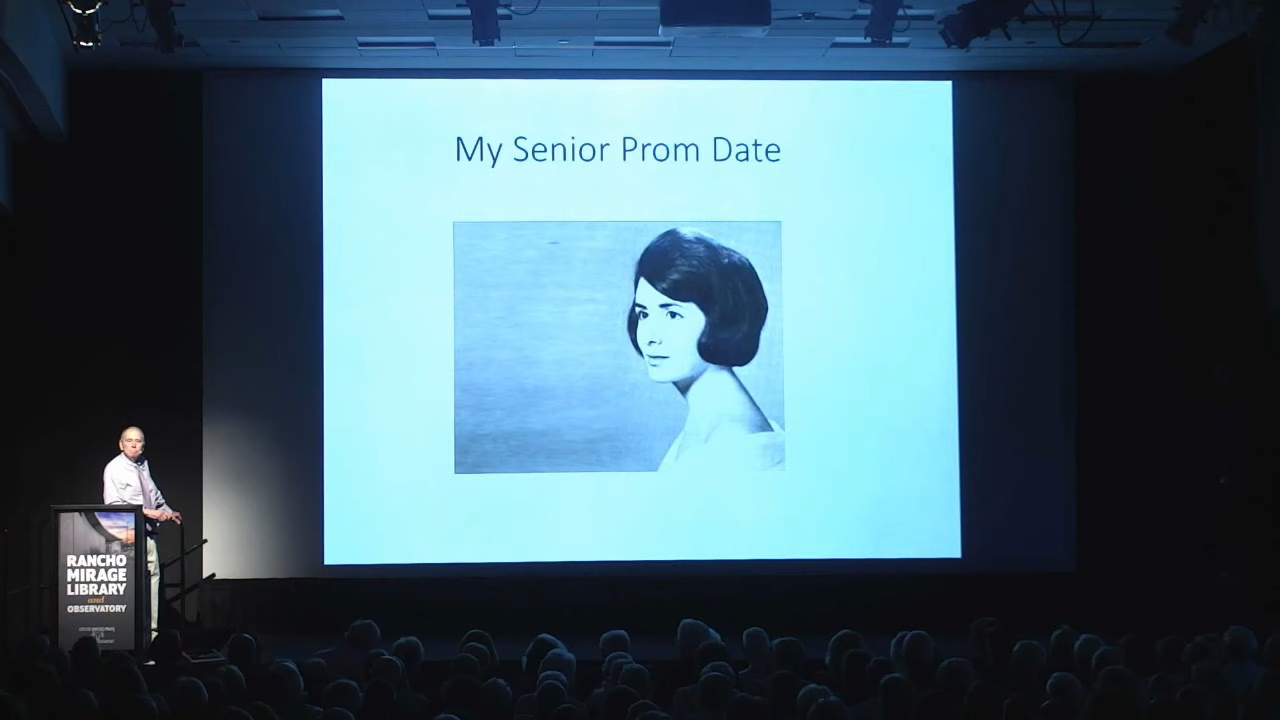 My Senior Prom Date
RANCHO
MIRAGE
LIBRARY
and
OBSERVATORY